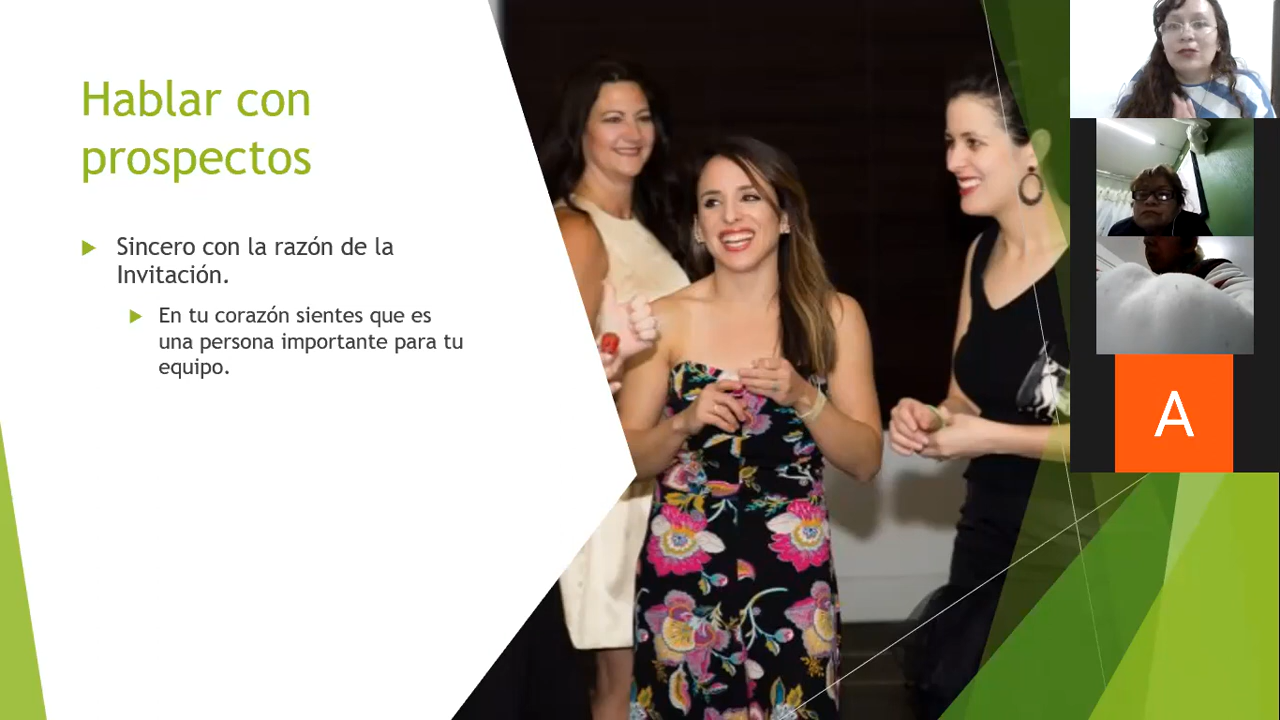 Hablar con
prospectos
Sincero con la razón de la
Invitación.
En tu corazón sientes que es
una persona importante para tu
equipo.
A